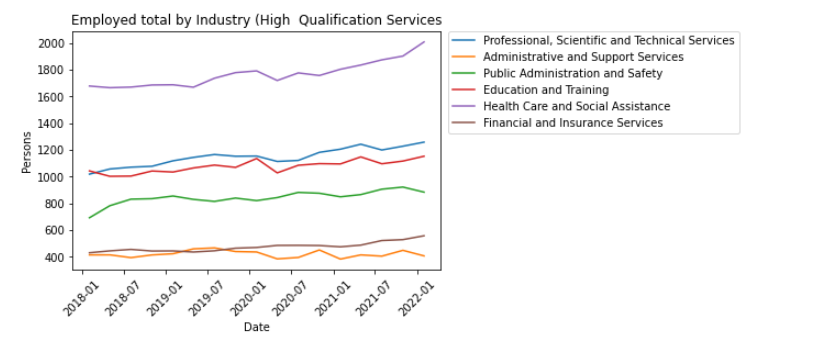 Employed total by Industry (High  Qualification Services
Professional, Scientific and Technical Services
Administrative and Support Services
Public Administration and Safety
Education and Training
Health Care and Social Assistance
Financial and Insurance Services
Persons
2000
1800
1600
1400
1200
1000
800
600
400
2018-01
2018-07
2019-01
2019-07
2020-01
2020-07
2021-01
2021-07
2022-01
Date